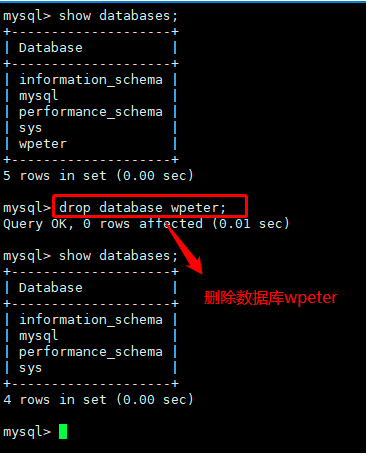 mysql> show databases;
+--------------------+
| Database           |
+--------------------+
| information_schema |
| mysql              |
| performance_schema |
| sys                |
| wpeter             |
+--------------------+
5 rows in set (0.00 sec)
mysql> drop database wpeter;
Query OK, 0 rows affected (0.01 sec)
mysql> show databases;
+--------------------+
| Database           |
+--------------------+
删除数据库wpeter
| information_schema |
| mysql              |
| performance_schema |
| sys                |
+--------------------+
4 rows in set (0.00 sec)
mysql>